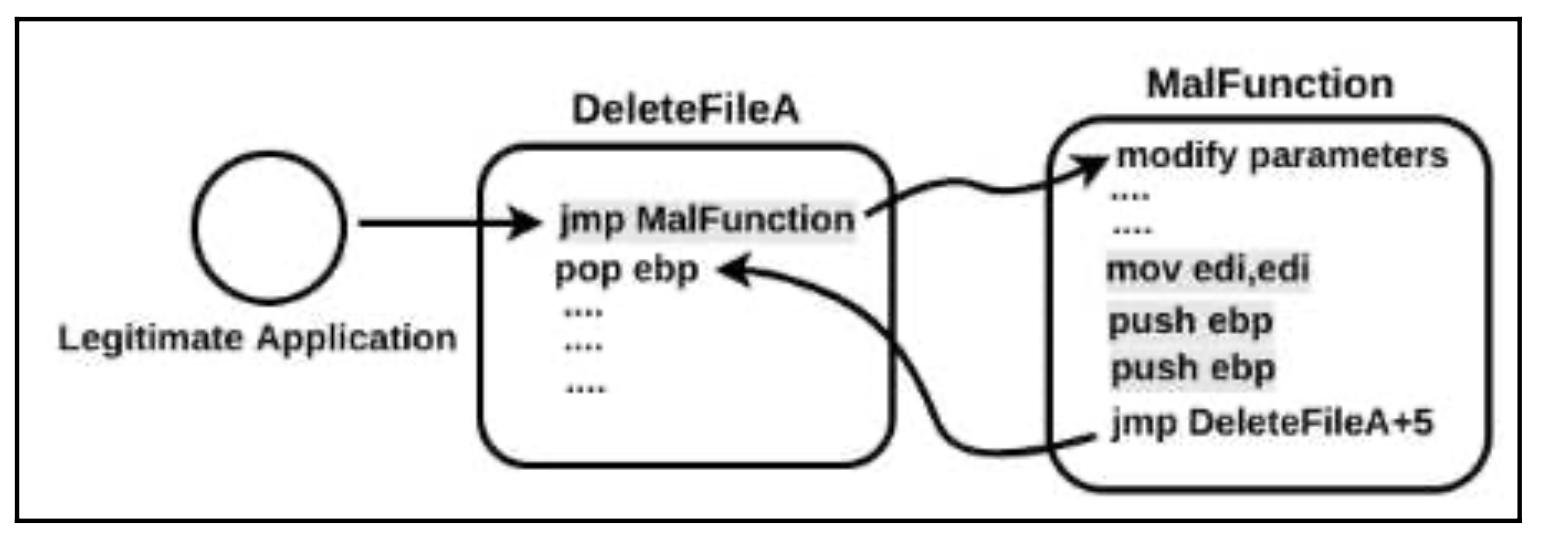 DeleteFileA
jmp MalFunction
pop ebp
....
....
....
Legitimate Application
MalFunction
modify parameters
....
....
mov edi,edi
push ebp
push ebp
jmp DeleteFileA+5